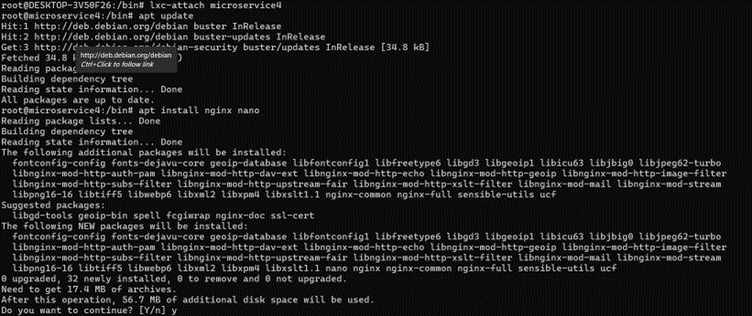 root@DESKTOP-3V50F26:/bin# lxc-attach microservice4
root@microservice4:/bin# apt update
Hit:1 http://deb.debian.org/debian buster InRelease
Hit:2 http://deb.debian.org/debian buster-updates InRelease
Get:3 http://deb.debian.org/debian-security buster/updates InRelease [34.8 kB]
Fetched 34.8 )
http://deb.debian.org/debian
Ctrl+Click to follow link
Reading
Building dependency tree
Reading state information... Done
All packages are up to date.
root@microservice4:/bin# apt install nginx nano
Reading package lists... Done
Building dependency tree
Reading state information... Done
The following additional packages will be installed:
fontconfig-config fonts-dejavu-core geoip-database libfontconfig1 libfreetype6 libgd3 libgeoip1 libicu63 libjbig0 libjpeg62-turbo
libnginx-mod-http-auth-pam libnginx-mod-http-dav-ext libnginx-mod-http-echo libnginx-mod-http-geoip libnginx-mod-http-image-filter
libnginx-mod-http-subs-filter libnginx-mod-http-upstream-fair libnginx-mod-http-xslt-filter libnginx-mod-mail libnginx-mod-stream
libpng16-16 libtiff5 libwebp6 libxml2 libxpm4 libxslt1.1 nginx-common nginx-full sensible-utils ucf
Suggested packages:
libgd-tools geoip-bin spell fcgiwrap nginx-doc ssl-cert
The following NEW packages will be installed:
fontconfig-config fonts-dejavu-core geoip-database libfontconfig1 libfreetype6 libgd3 libgeoip1 libicu63 libjbig0 libjpeg62-turbo
libnginx-mod-http-auth-pam libnginx-mod-http-dav-ext libnginx-mod-http-echo libnginx-mod-http-geoip libnginx-mod-http-image-filter
libnginx-mod-http-subs-filter libnginx-mod-http-upstream-fair libnginx-mod-http-xslt-filter libnginx-mod-mail libnginx-mod-stream
libpng16-16 libtiff5 libwebp6 libxml2 libxpm4 libxslt1.1 nano nginx nginx-common nginx-full sensible-utils ucf
0 upgraded, 32 newly installed, 0 to remove and 0 not upgraded.
Need to get 17.4 MB of archives.
After this operation, 56.7 MB of additional disk space will be used.
Do you want to continue? [Y/n] y